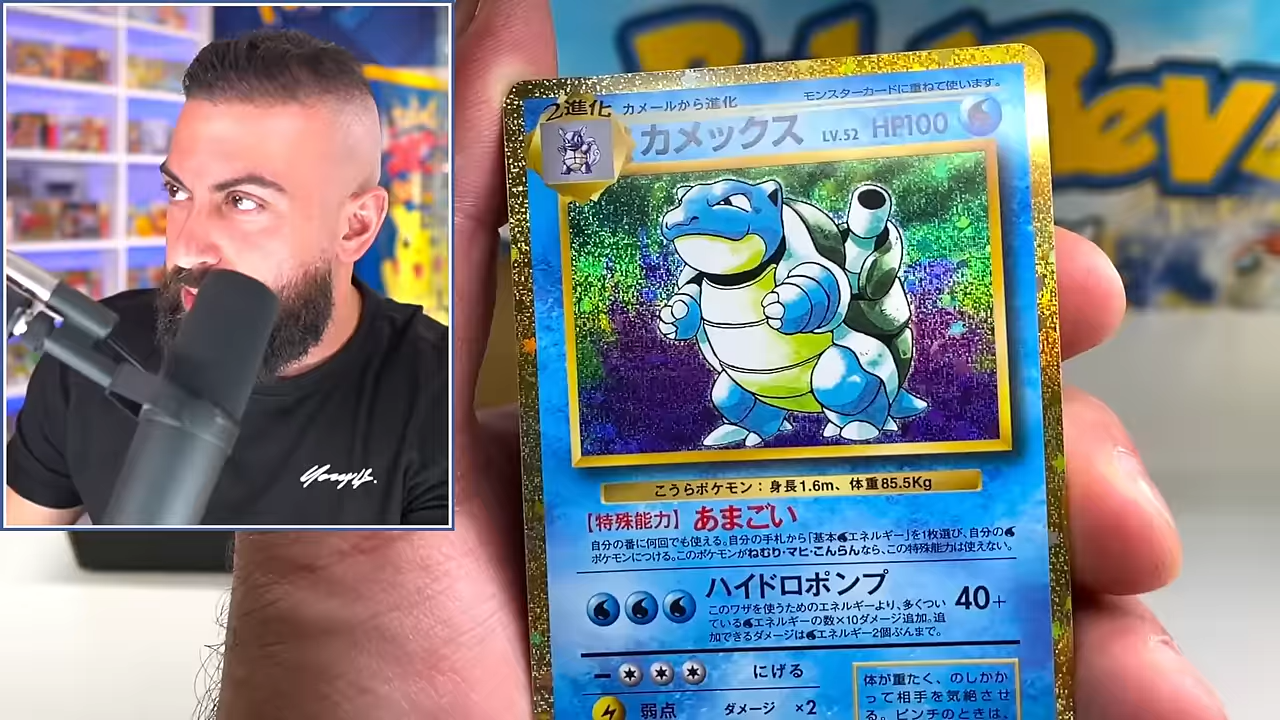 2進化 カメールから進化
モンスターカードに重ねて使います。
カメックス LV.52 HP100
こうらポケモン：身長1.6m、体重85.5Kg
【特殊能力】あまごい
自分の番に何回でも使える。自分の手札から「基本エネルギー」を1枚選び、自分の
ポケモンにつける。このポケモンがねむり・マヒ・こんらんなら、この特殊能力は使えない。
ハイドロポンプ 40+
このワザを使うためのエネルギーより、多くつい
ているエネルギーの数×10ダメージ追加。追
加できるダメージはエネルギー2個ぶんまで。
ー にげる
弱点 ダメージ ×2
体が重たく、のしかか
って相手を気絶させ
る。ピンチのときは、